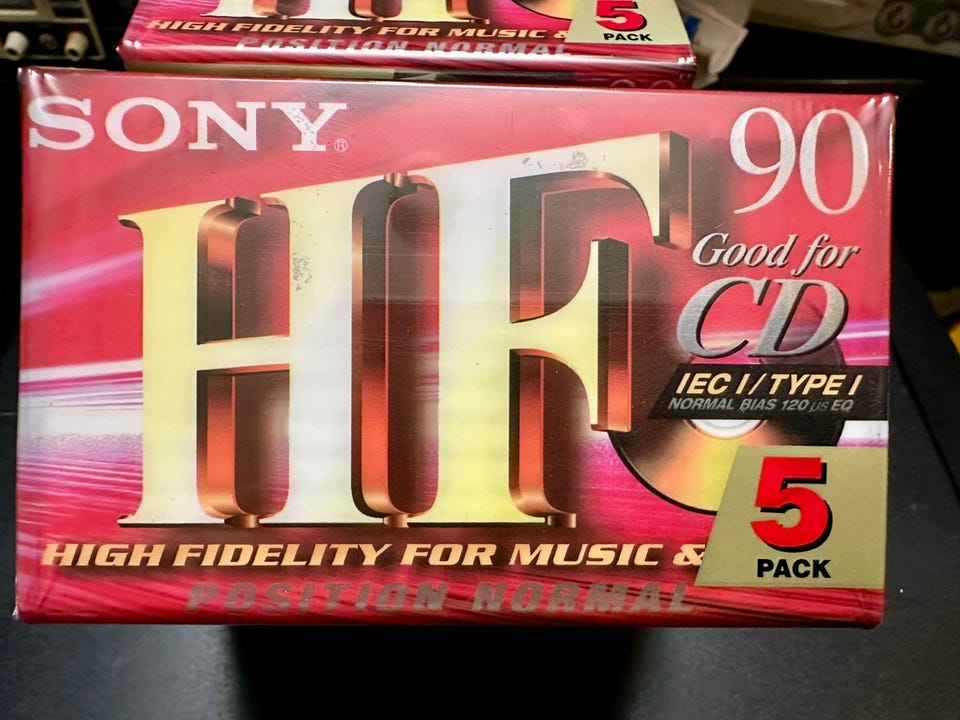 HIGH FIDELITY FOR MUSIC &
POSITION NORMAL
5
PACK
SONY®
HF
90
Good for
CD
IEC I / TYPE I
NORMAL BIAS 120 µs EQ
5
PACK
HIGH FIDELITY FOR MUSIC &
POSITION NORMAL